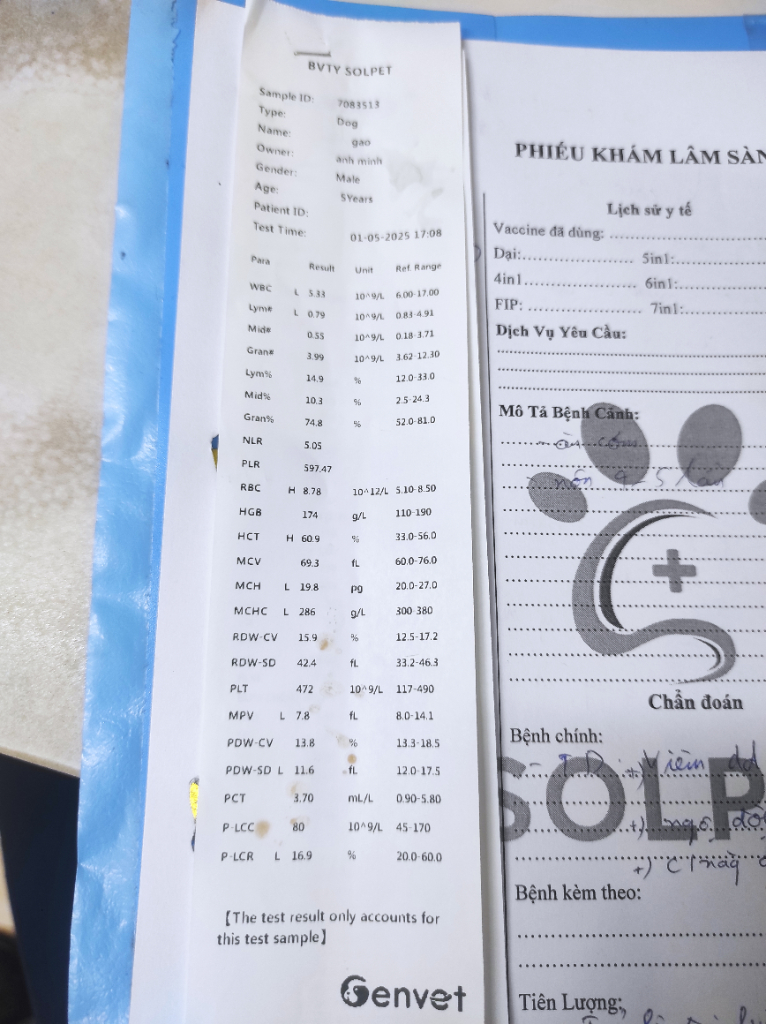 BVTY SOLPET
Sample ID: 7083513
Type: Dog
Name: gao
Owner: anh minh
Gender: Male
Age: 5Years
Patient ID:
Test Time: 01-05-2025 17:08
Para Result Unit Ref. Range
WBC L 5.33 10^9/L 6.00-17.00
Lym# L 0.79 10^9/L 0.83-4.91
Mid# 0.55 10^9/L 0.18-3.71
Gran# 3.99 10^9/L 3.62-12.30
Lym% 14.9 % 12.0-33.0
Mid% 10.3 % 2.5-24.3
Gran% 74.8 % 52.0-81.0
NLR 5.05
PLR 597.47
RBC H 8.78 10^12/L 5.10-8.50
HGB 174 g/L 110-190
HCT H 60.9 % 33.0-56.0
MCV 69.3 fL 60.0-76.0
MCH L 19.8 pg 20.0-27.0
MCHC L 286 g/L 300-380
RDW-CV 15.9 % 12.5-17.2
RDW-SD 42.4 fL 33.2-46.3
PLT 472 10^9/L 117-490
MPV L 7.8 fL 8.0-14.1
PDW-CV 13.8 % 13.3-18.5
PDW-SD L 11.6 fL 12.0-17.5
PCT 3.70 mL/L 0.90-5.80
P-LCC 80 10^9/L 45-170
P-LCR L 16.9 % 20.0-60.0
【The test result only accounts for
this test sample】
Genvet
PHIẾU KHÁM LÂM SÀN
Lịch sử y tế
Vaccine đã dùng:
Dại: 5in1:
4in1 6in1:
FIP: 7in1:
Dịch Vụ Yêu Cầu:
Mô Tả Bệnh Cảnh:
- ăn cơm
- nôn 4-5 lần
Chẩn đoán
Bệnh chính:
- TD: +) Viêm dd
SOLP
+) ngộ độ
+)
Bệnh kèm theo:
Tiên Lượng: